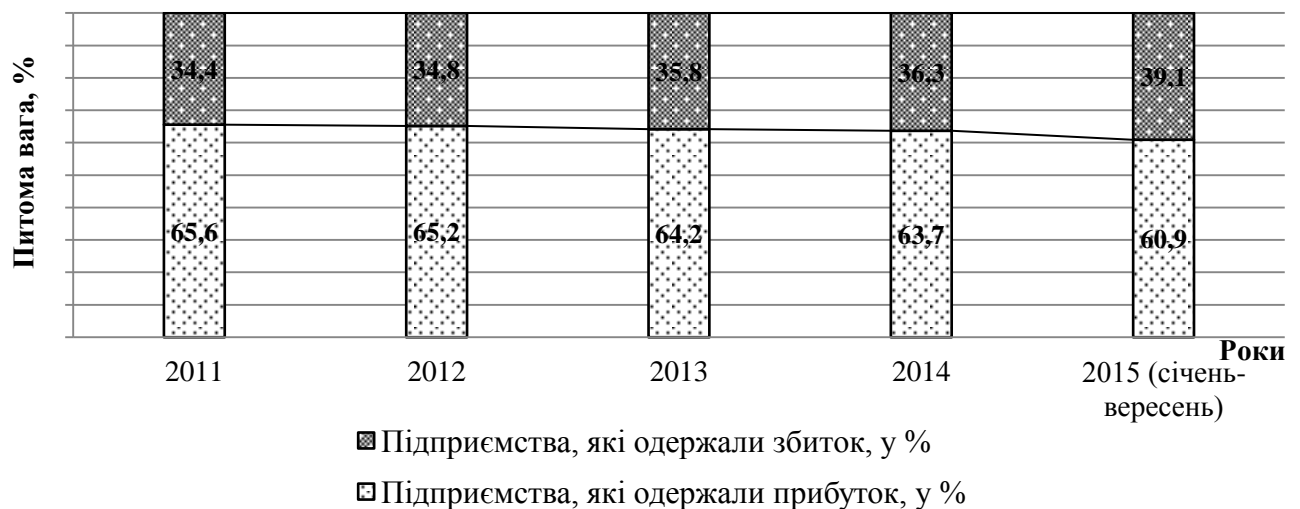 Питома вага, %
34,4
34,8
35,8
36,3
39,1
65,6
65,2
64,2
63,7
60,9
Роки
2011
2012
2013
2014
2015 (січень-
вересень)
Підприємства, які одержали збиток, у %
Підприємства, які одержали прибуток, у %